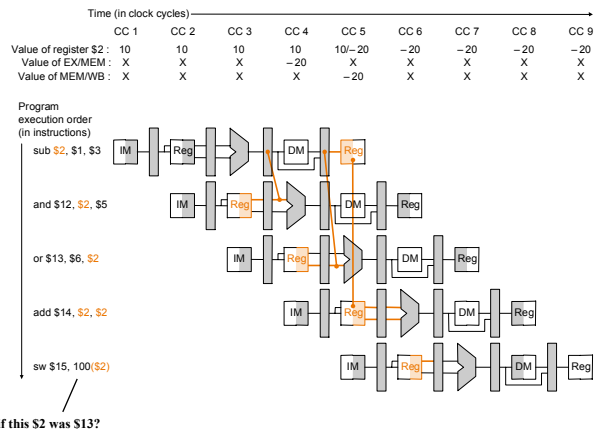 Time (in clock cycles)
CC 1 CC 2 CC 3 CC 4 CC 5 CC 6 CC 7 CC 8 CC 9
Value of register $2 : 10 10 10 10 10/– 20 – 20 – 20 – 20 – 20
Value of EX/MEM : X X X – 20 X X X X X
Value of MEM/WB : X X X X – 20 X X X X
Program
execution order
(in instructions)
sub $2, $1, $3 IM Reg DM Reg
and $12, $2, $5 IM Reg DM Reg
or $13, $6, $2 IM Reg DM Reg
add $14, $2, $2 IM Reg DM Reg
sw $15, 100($2) IM Reg DM Reg
if this $2 was $13?